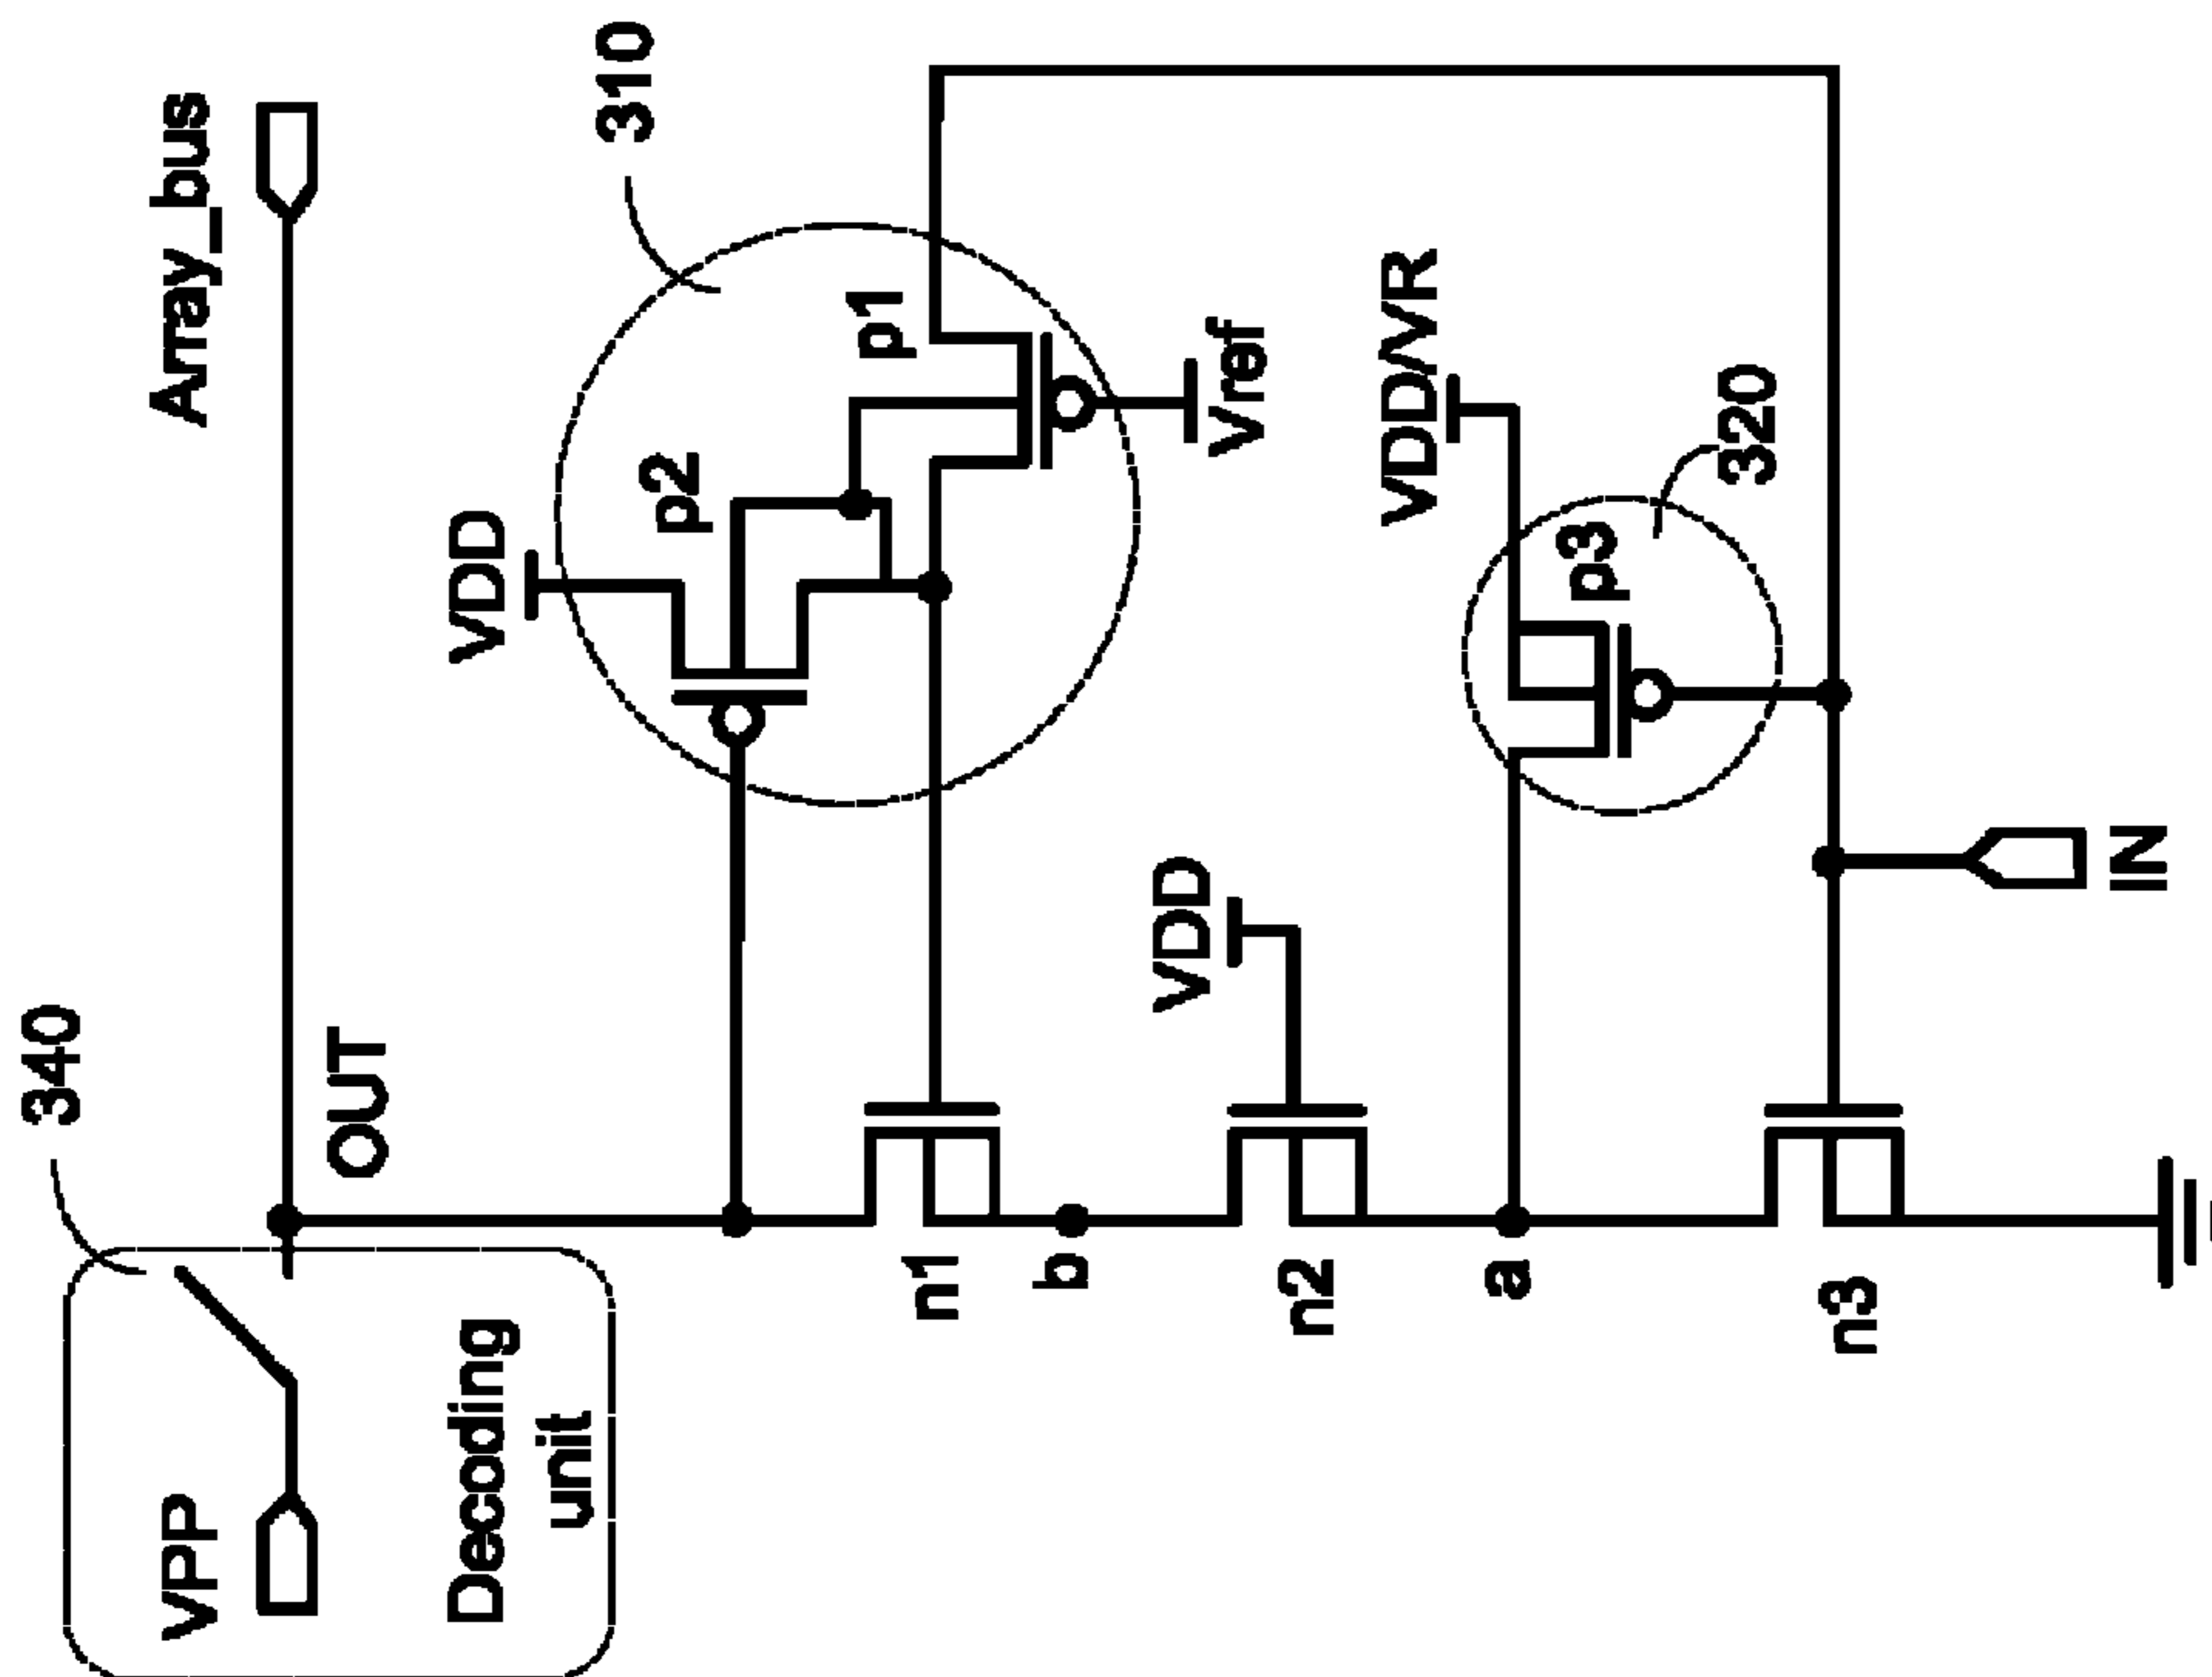 340
VPP
Array_bus
OUT
Decoding
unit
VDD
310
p2
p1
n1
b
VDD
Vref
n2
VDD/VR
a
p3
320
n3
IN